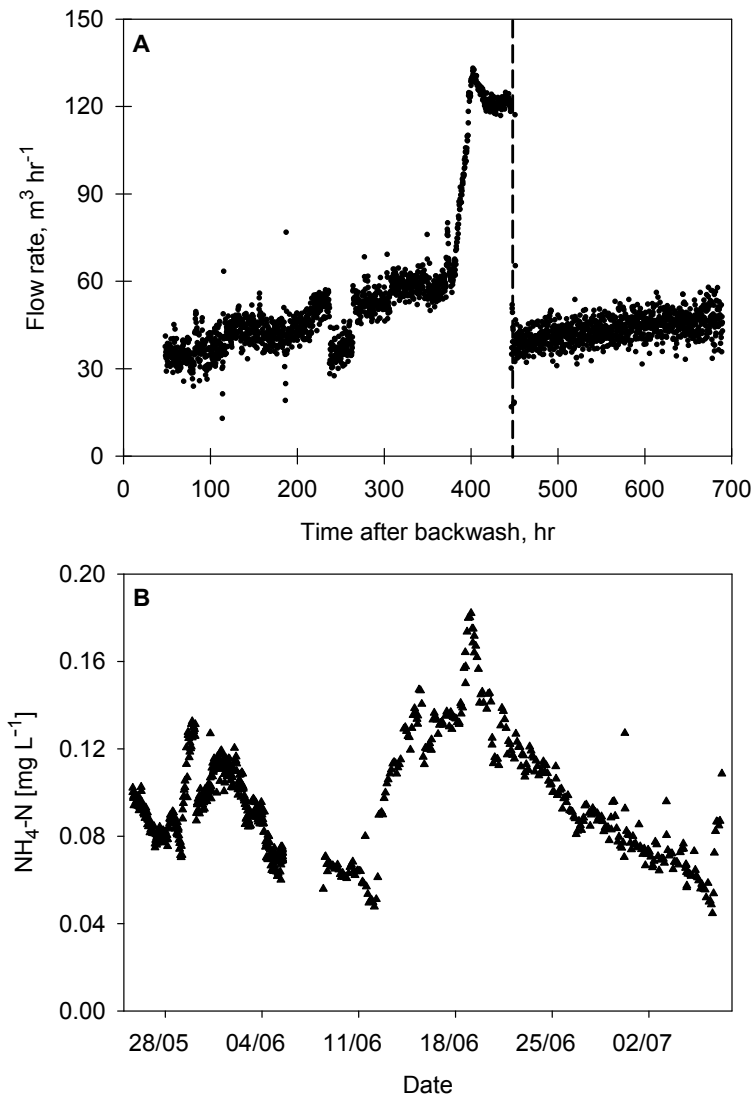 A
150
120
90
60
30
0
Flow rate, m³ hr⁻¹
0 100 200 300 400 500 600 700
Time after backwash, hr
B
0.20
0.16
0.12
0.08
0.04
0.00
NH₄-N [mg L⁻¹]
28/05 04/06 11/06 18/06 25/06 02/07
Date